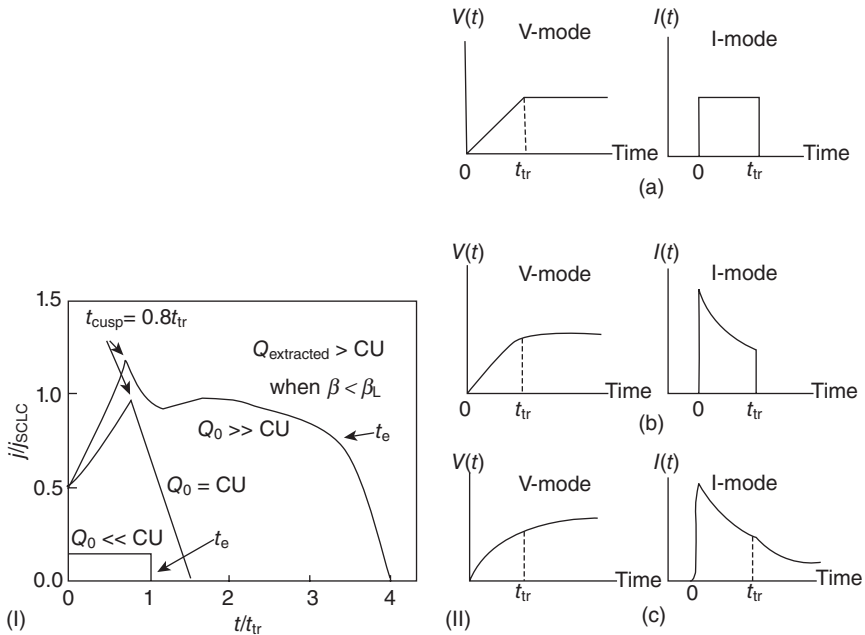 V(t)
V-mode
I(t)
I-mode
Time
Time
0
t_tr
0
t_tr
(a)
V(t)
V-mode
I(t)
I-mode
Time
Time
0
t_tr
0
t_tr
(b)
V(t)
V-mode
I(t)
I-mode
Time
Time
0
t_tr
0
t_tr
(II)
(c)
1.5
t_cusp = 0.8t_tr
Q_extracted > CU
when β < β_L
1.0
Q_0 >> CU
t_e
j/j_SCLC
0.5
Q_0 = CU
Q_0 << CU
t_e
0.0
0
1
2
3
4
t/t_tr
(I)